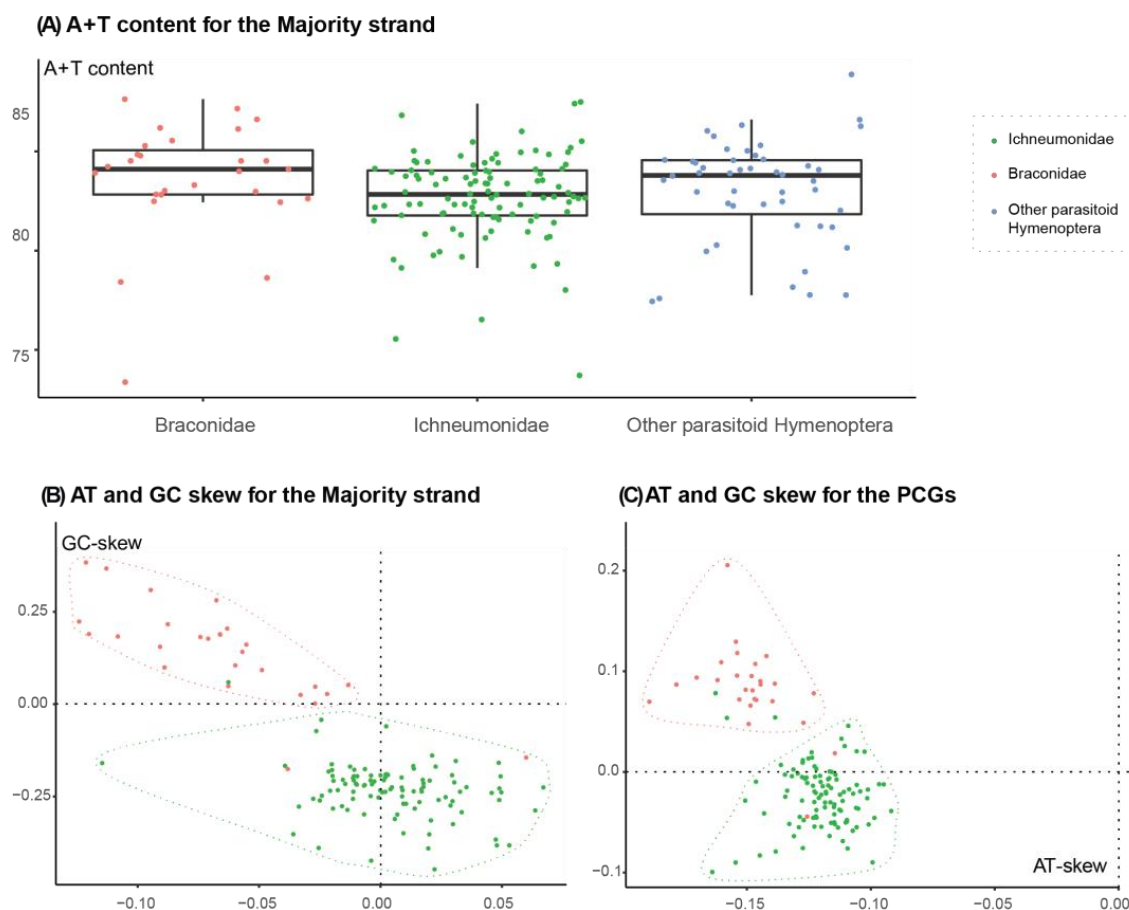 (A) A+T content for the Majority strand
A+T content
85
80
75
Braconidae
Ichneumonidae
Other parasitoid Hymenoptera
Ichneumonidae
Braconidae
Other parasitoid
Hymenoptera
(B) AT and GC skew for the Majority strand
GC-skew
0.25
0.00
−0.25
−0.10
−0.05
0.00
0.05
(C)AT and GC skew for the PCGs
0.2
0.1
0.0
−0.1
AT-skew
−0.15
−0.10
−0.05
0.00